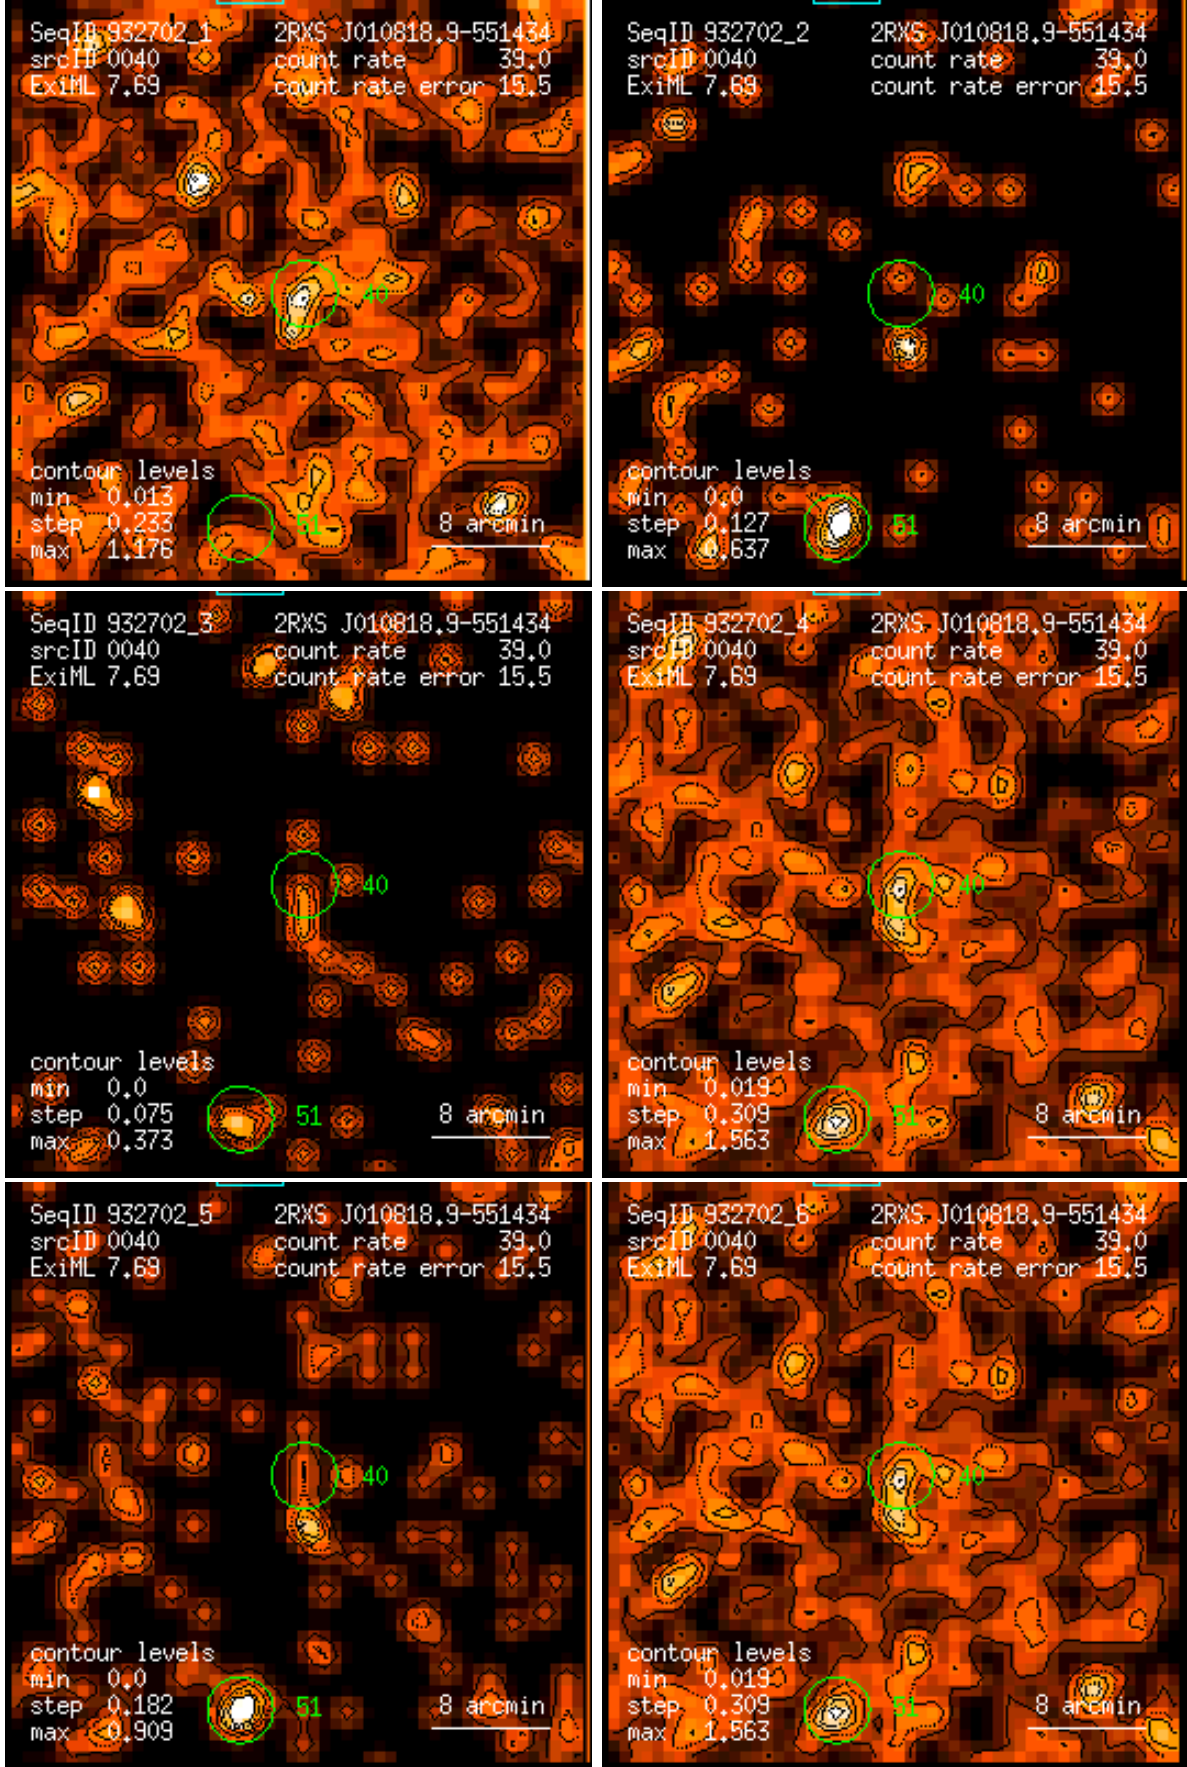 SeqID 932702_1 2RXS J010818.9-551434
srcID 0040 count rate 39.0
ExiML 7.69 count rate error 15.5
40
contour levels
min 0.013
step 0.233
max 1.176
51
8 arcmin
SeqID 932702_2 2RXS J010818.9-551434
srcID 0040 count rate 39.0
ExiML 7.69 count rate error 15.5
40
contour levels
min 0.0
step 0.127
max 0.637
51
8 arcmin
SeqID 932702_3 2RXS J010818.9-551434
srcID 0040 count rate 39.0
ExiML 7.69 count rate error 15.5
40
contour levels
min 0.0
step 0.075
max 0.373
51
8 arcmin
SeqID 932702_4 2RXS J010818.9-551434
srcID 0040 count rate 39.0
ExiML 7.69 count rate error 15.5
40
contour levels
min 0.019
step 0.309
max 1.563
51
8 arcmin
SeqID 932702_5 2RXS J010818.9-551434
srcID 0040 count rate 39.0
ExiML 7.69 count rate error 15.5
40
contour levels
min 0.0
step 0.182
max 0.909
51
8 arcmin
SeqID 932702_6 2RXS J010818.9-551434
srcID 0040 count rate 39.0
ExiML 7.69 count rate error 15.5
40
contour levels
min 0.019
step 0.309
max 1.563
51
8 arcmin